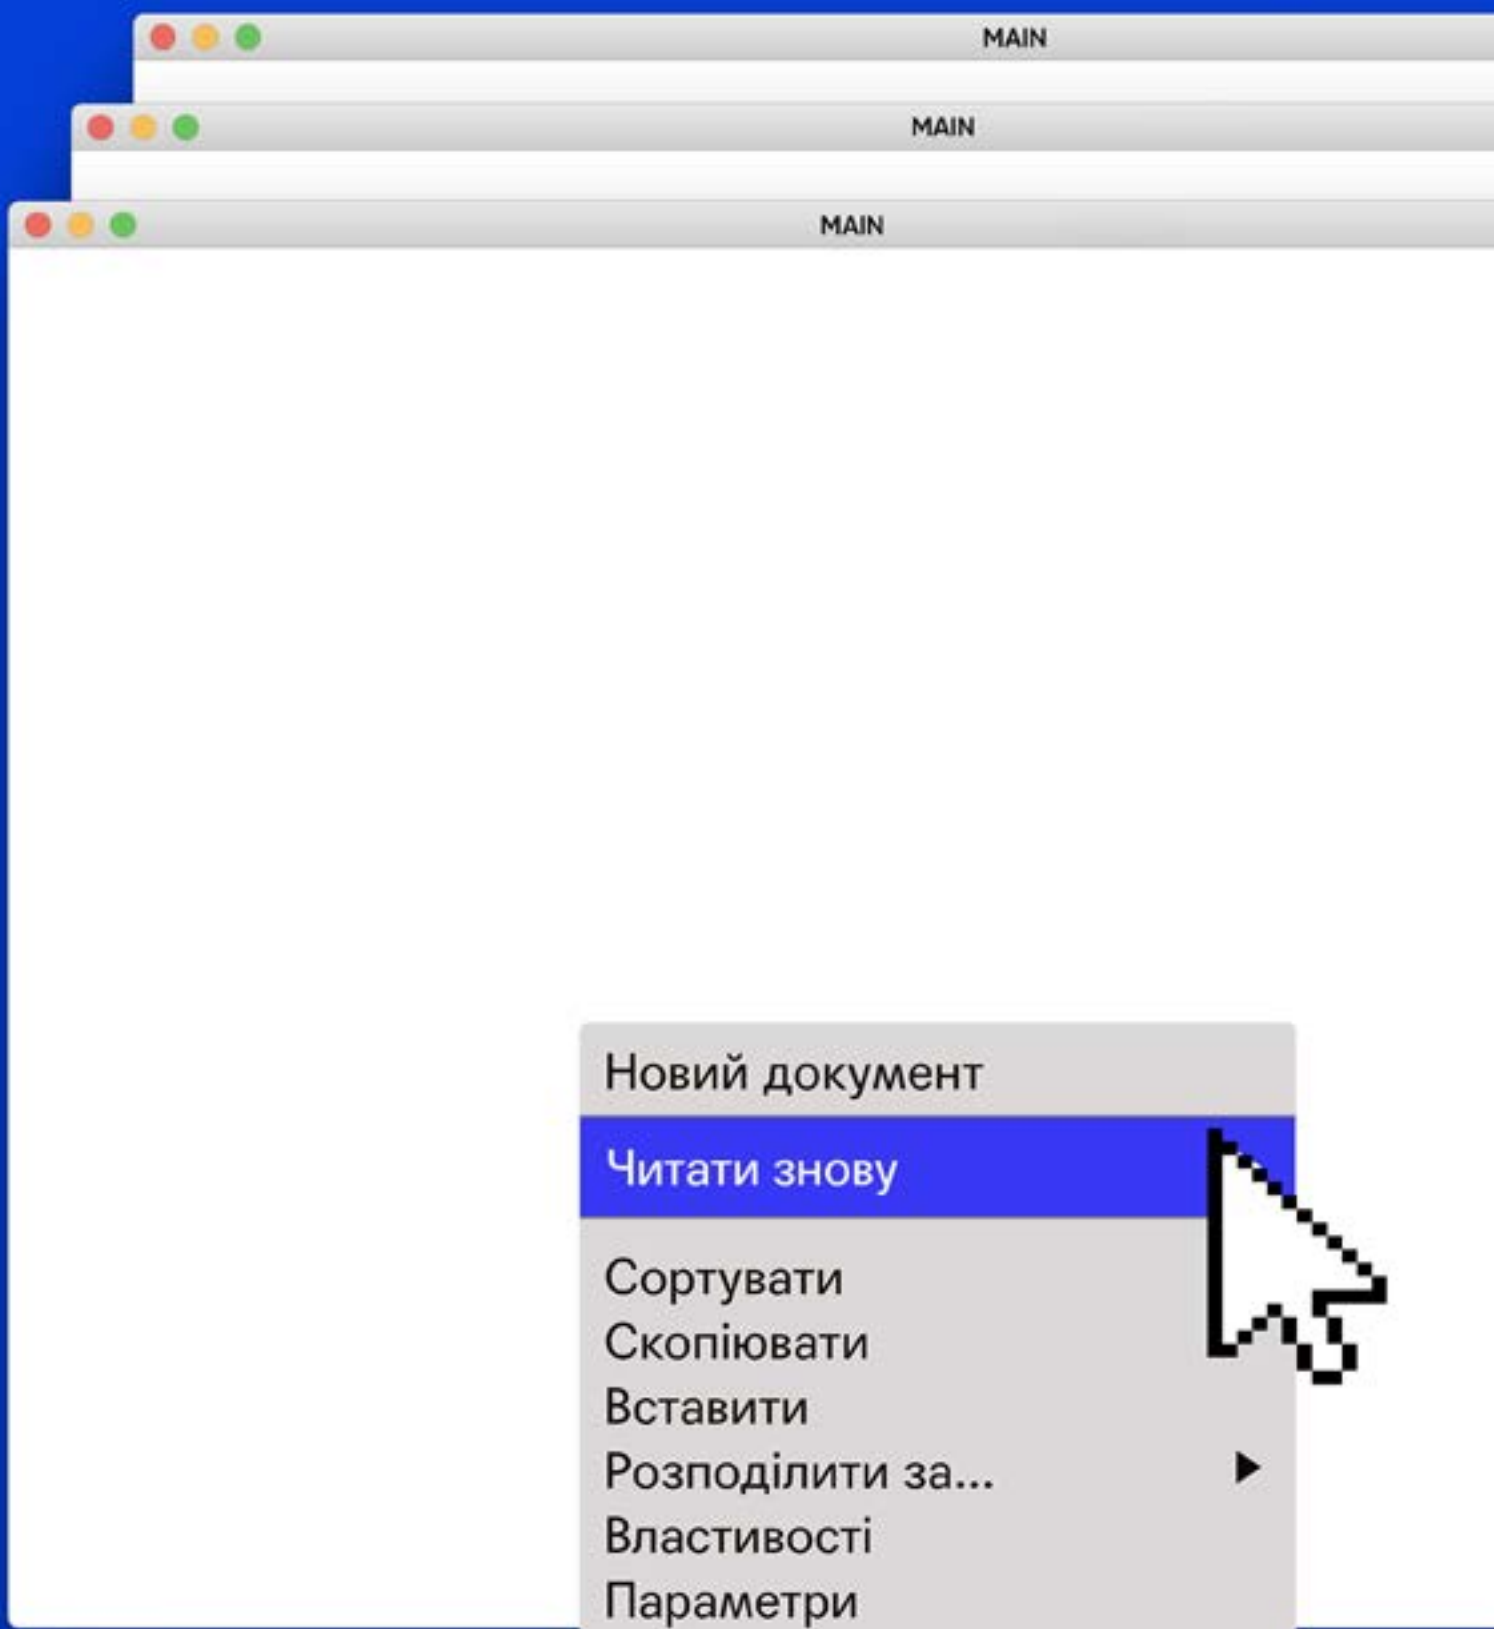 MAIN
MAIN
MAIN
Новий документ
Читати знову
Сортувати
Скопіювати
Вставити
Розподілити за...
Властивості
Параметри